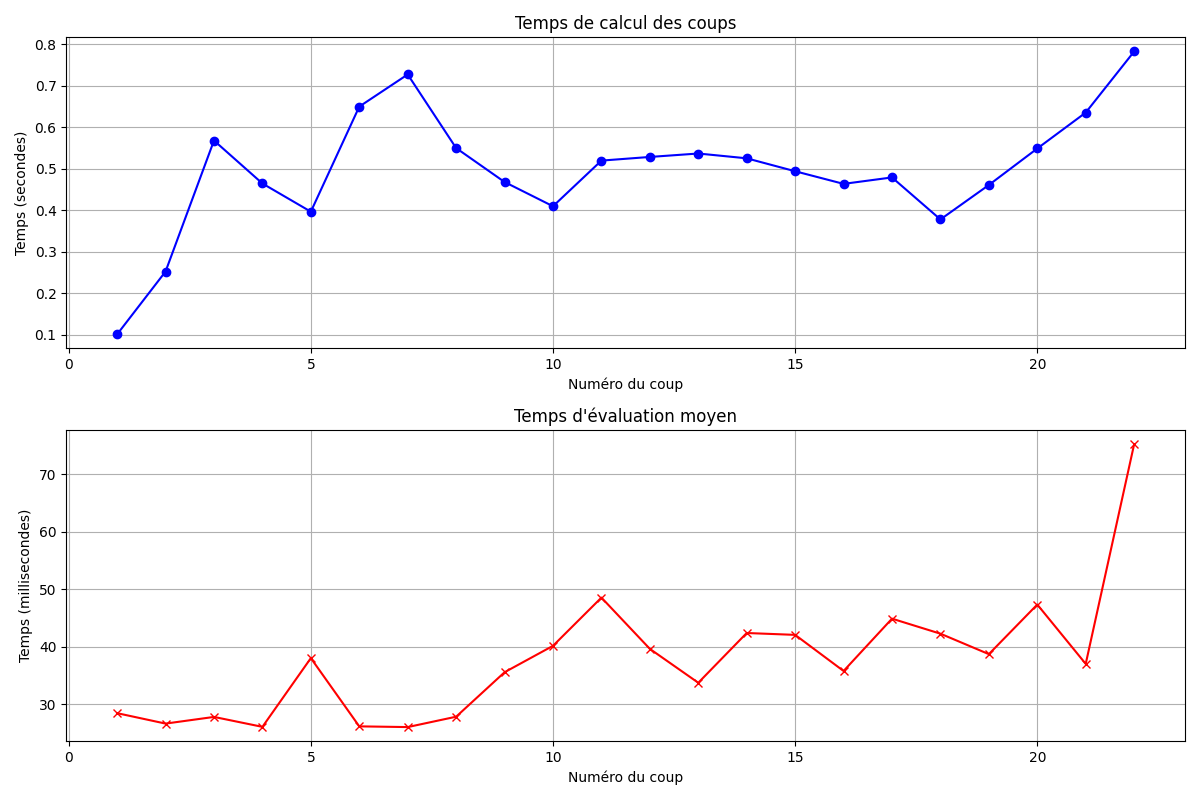 Temps de calcul des coups
Temps (secondes)
0.8
0.7
0.6
0.5
0.4
0.3
0.2
0.1
0 5 10 15 20
Numéro du coup
Temps d'évaluation moyen
Temps (millisecondes)
70
60
50
40
30
0 5 10 15 20
Numéro du coup